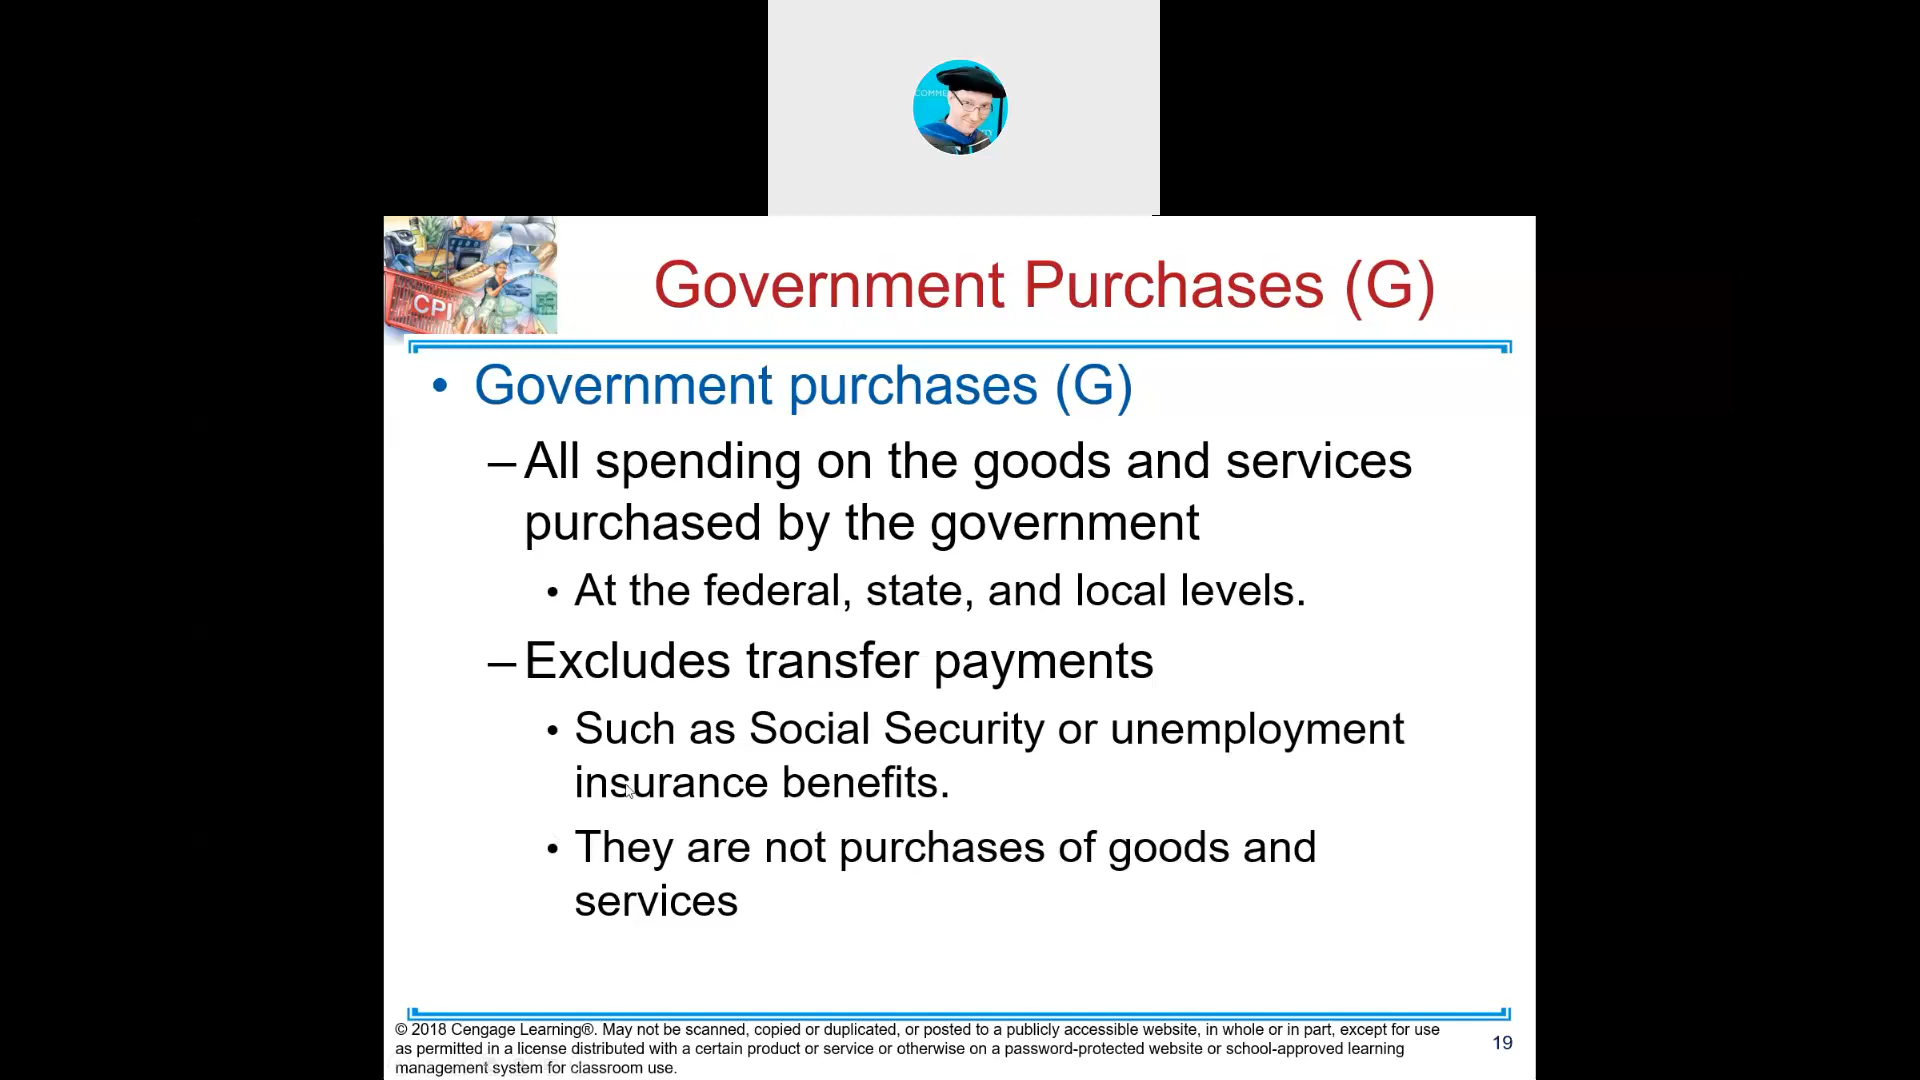 COMME
CPI
Government Purchases (G)
• Government purchases (G)
–All spending on the goods and services
purchased by the government
• At the federal, state, and local levels.
–Excludes transfer payments
• Such as Social Security or unemployment
insurance benefits.
• They are not purchases of goods and
services
© 2018 Cengage Learning®. May not be scanned, copied or duplicated, or posted to a publicly accessible website, in whole or in part, except for use
as permitted in a license distributed with a certain product or service or otherwise on a password-protected website or school-approved learning
management system for classroom use.
19